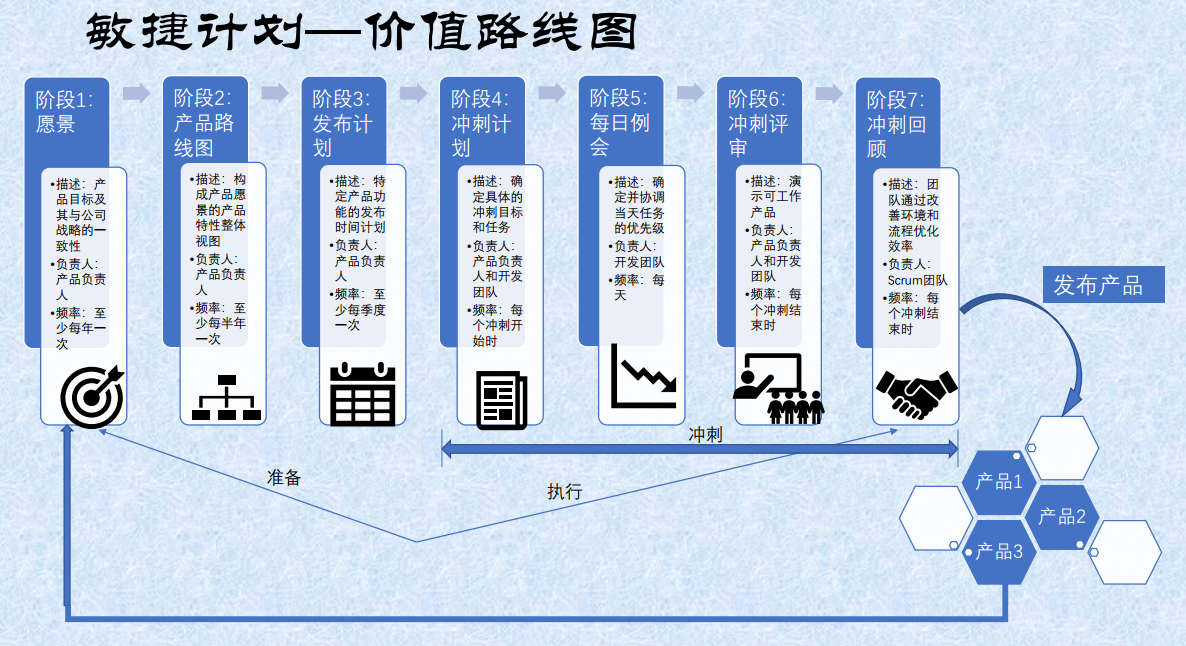 敏捷计划—价值路线图
阶段1:
愿景
•描述：产
品目标及
其与公司
战略的一
致性
•负责人：
产品负责
人
•频率：至
少每年一
次
阶段2:
产品路
线图
•描述：构
成产品愿
景的产品
特性整体
视图
•负责人：
产品负责
人
•频率：至
少每半年
一次
阶段3:
发布计
划
•描述：特
定产品功
能的发布
时间计划
•负责人：
产品负责
人
•频率：至
少每季度
一次
阶段4:
冲刺计
划
•描述：确
定具体的
冲刺目标
和任务
•负责人：
产品负责
人和开发
团队
•频率：每
个冲刺开
始时
阶段5:
每日例
会
•描述：确
定并协调
当天任务
的优先级
•负责人：
开发团队
•频率：每
天
阶段6:
冲刺评
审
•描述：演
示可工作
产品
•负责人：
产品负责
人和开发
团队
•频率：每
个冲刺结
束时
阶段7:
冲刺回
顾
•描述：团
队通过改
善环境和
流程优化
效率
•负责人：
Scrum团队
•频率：每
个冲刺结
束时
发布产品
冲刺
准备
执行
产品1
产品2
产品3